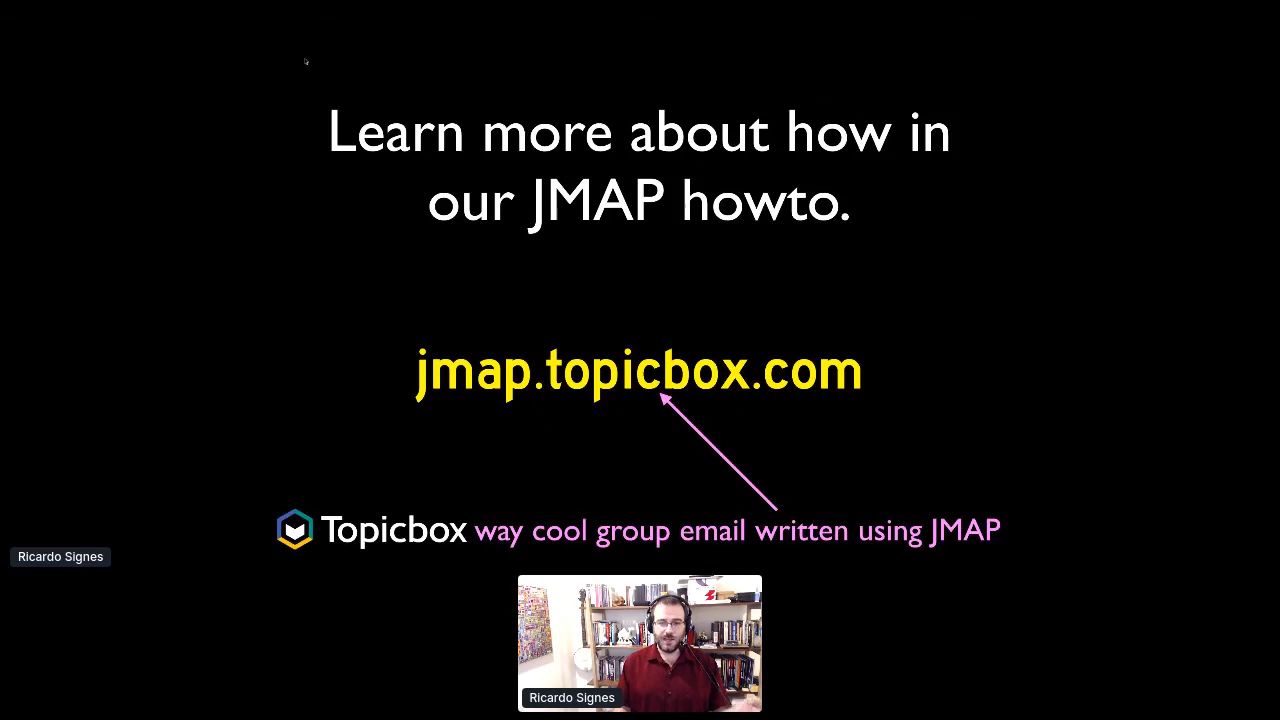 Learn more about how in
our JMAP howto.
jmap.topicbox.com
Topicbox way cool group email written using JMAP
Ricardo Signes
Ricardo Signes